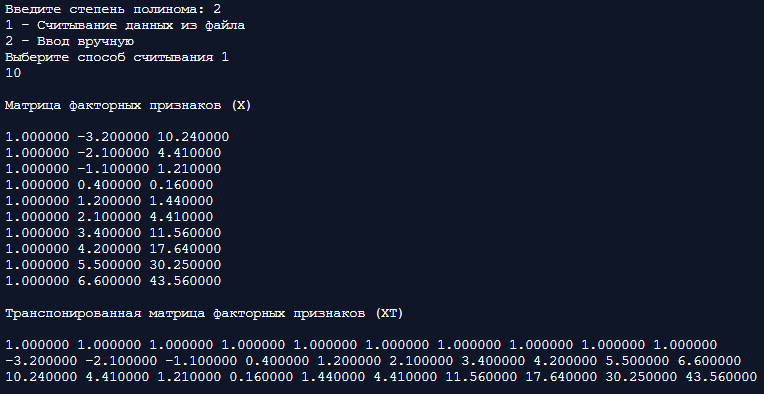 Введите степень полинома: 2
1 - Считывание данных из файла
2 - Ввод вручную
Выберите способ считывания 1
10
Матрица факторных признаков (X)
1.000000 -3.200000 10.240000
1.000000 -2.100000 4.410000
1.000000 -1.100000 1.210000
1.000000 0.400000 0.160000
1.000000 1.200000 1.440000
1.000000 2.100000 4.410000
1.000000 3.400000 11.560000
1.000000 4.200000 17.640000
1.000000 5.500000 30.250000
1.000000 6.600000 43.560000
Транспонированная матрица факторных признаков (XT)
1.000000 1.000000 1.000000 1.000000 1.000000 1.000000 1.000000 1.000000 1.000000 1.000000
-3.200000 -2.100000 -1.100000 0.400000 1.200000 2.100000 3.400000 4.200000 5.500000 6.600000
10.240000 4.410000 1.210000 0.160000 1.440000 4.410000 11.560000 17.640000 30.250000 43.560000